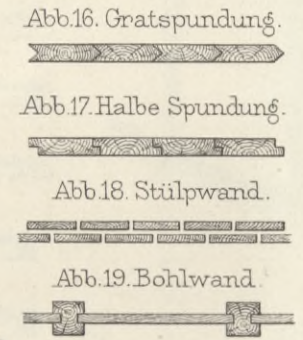 Abb.16. Gratspundung.
Abb.17. Halbe Spundung.
Abb.18. Stülpwand.
Abb.19. Bohlwand.